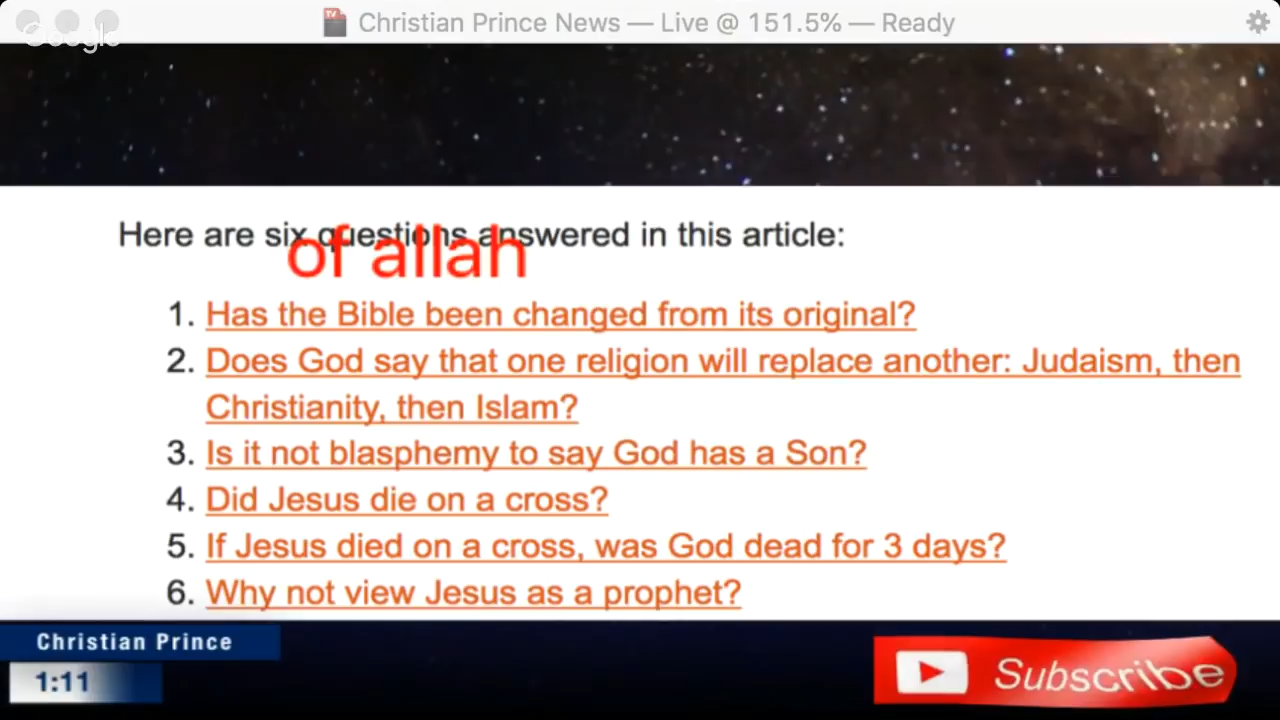 Christian Prince News — Live @ 151.5% — Ready
Google
Here are six questions answered in this article:
of allah
1. Has the Bible been changed from its original?
2. Does God say that one religion will replace another: Judaism, then
Christianity, then Islam?
3. Is it not blasphemy to say God has a Son?
4. Did Jesus die on a cross?
5. If Jesus died on a cross, was God dead for 3 days?
6. Why not view Jesus as a prophet?
Christian Prince
1:11
Subscribe